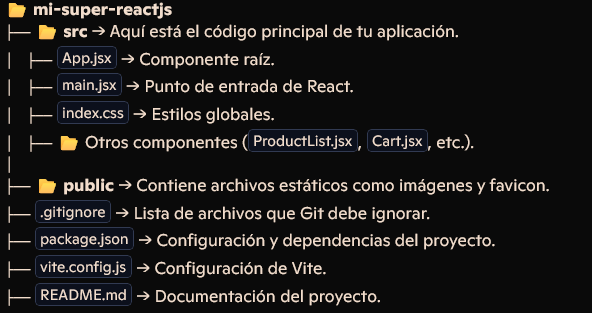 📂 mi-super-reactjs
├── 📂 src → Aquí está el código principal de tu aplicación.
│ ├── App.jsx → Componente raíz.
│ ├── main.jsx → Punto de entrada de React.
│ ├── index.css → Estilos globales.
│ ├── 📂 Otros componentes (ProductList.jsx, Cart.jsx, etc.).
│
├── 📂 public → Contiene archivos estáticos como imágenes y favicon.
├── .gitignore → Lista de archivos que Git debe ignorar.
├── package.json → Configuración y dependencias del proyecto.
├── vite.config.js → Configuración de Vite.
├── README.md → Documentación del proyecto.